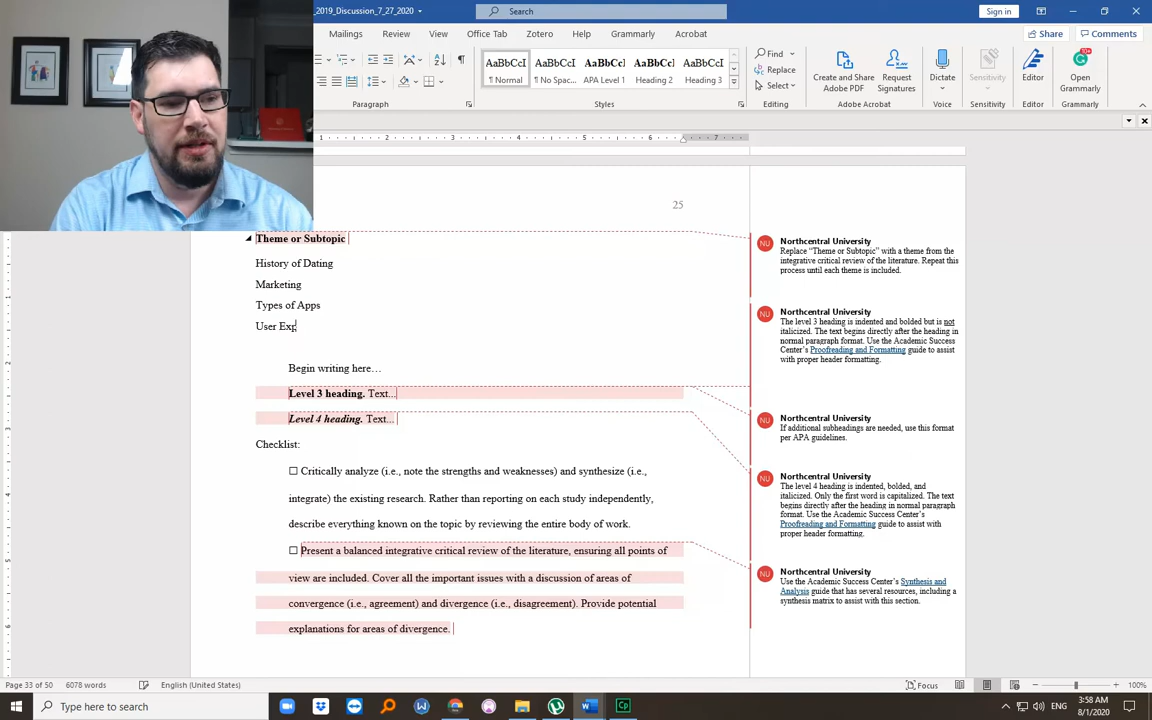 _2019_Discussion_7_27_2020
Search
Sign in
Mailings Review View Zotero Help Grammarly Acrobat
Share Comments
AaBbCcI AaBbCcI AaBbCcI AaBbCcI AaBbCcI
¶ Normal ¶ No Spac... APA Level 1 Heading 2 Heading 3
Find
Replace
Select
Create and Share Adobe PDF
Request Signatures
Dictate
Sensitivity
Editor
Open Grammarly
Paragraph Styles Editing Adobe Acrobat Voice Sensitivity Editor Grammarly
1 2 3 4 5 6 7
25
Theme or Subtopic
History of Dating
Marketing
Types of Apps
User Exp
Begin writing here…
Level 3 heading. Text...
Level 4 heading. Text...
Checklist:
☐ Critically analyze (i.e., note the strengths and weaknesses) and synthesize (i.e.,
integrate) the existing research. Rather than reporting on each study independently,
describe everything known on the topic by reviewing the entire body of work.
☐ Present a balanced integrative critical review of the literature, ensuring all points of
view are included. Cover all the important issues with a discussion of areas of
convergence (i.e., agreement) and divergence (i.e., disagreement). Provide potential
explanations for areas of divergence.
NU Northcentral University
Replace “Theme or Subtopic” with a theme from the
integrative critical review of the literature. Repeat this
process until each theme is included.
NU Northcentral University
The level 3 heading is indented and bolded but is not
italicized. The text begins directly after the heading in
normal paragraph format. Use the Academic Success
Center’s Proofreading and Formatting guide to assist
with proper header formatting.
NU Northcentral University
If additional subheadings are needed, use this format
per APA guidelines.
NU Northcentral University
The level 4 heading is indented, bolded, and
italicized. Only the first word is capitalized. The text
begins directly after the heading in normal paragraph
format. Use the Academic Success Center’s
Proofreading and Formatting guide to assist with
proper header formatting.
NU Northcentral University
Use the Academic Success Center’s Synthesis and
Analysis guide that has several resources, including a
synthesis matrix to assist with this section.
Page 33 of 50 6078 words English (United States) Focus 100%
Type here to search
ENG
3:58 AM
8/1/2020